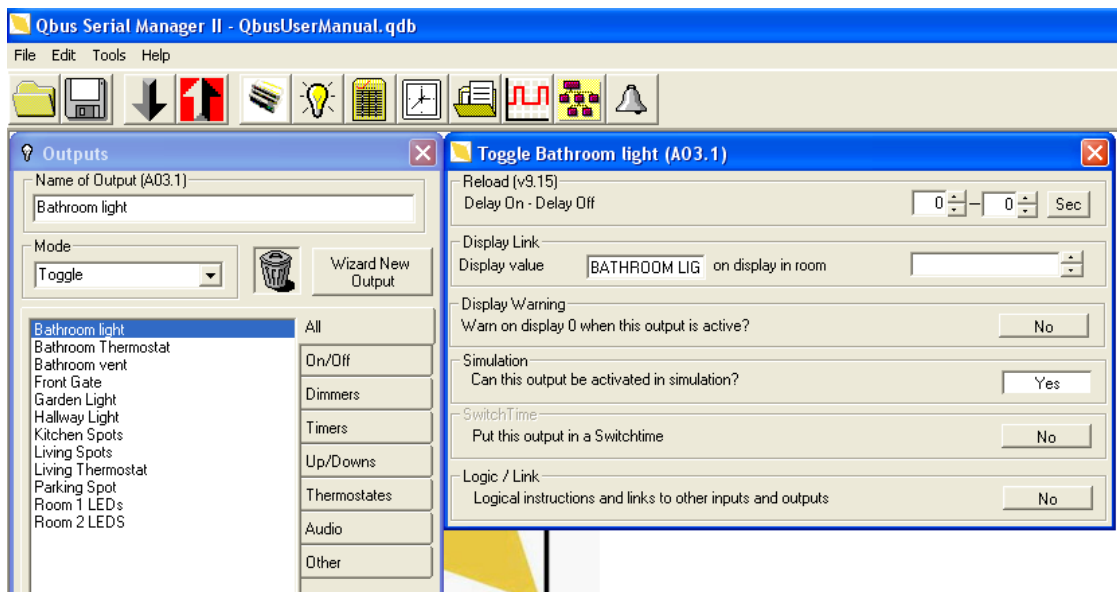 Qbus Serial Manager II - QbusUserManual.qdb
File Edit Tools Help
Outputs
Name of Output (A03.1)
Bathroom light
Mode
Toggle
Wizard New
Output
Bathroom light
Bathroom Thermostat
Bathroom vent
Front Gate
Garden Light
Hallway Light
Kitchen Spots
Living Spots
Living Thermostat
Parking Spot
Room 1 LEDs
Room 2 LEDS
All
On/Off
Dimmers
Timers
Up/Downs
Thermostates
Audio
Other
Toggle Bathroom light (A03.1)
Reload (v9.15)
Delay On - Delay Off 0 - 0 Sec
Display Link
Display value BATHROOM LIG on display in room
Display Warning
Warn on display 0 when this output is active? No
Simulation
Can this output be activated in simulation? Yes
SwitchTime
Put this output in a Switchtime No
Logic / Link
Logical instructions and links to other inputs and outputs No